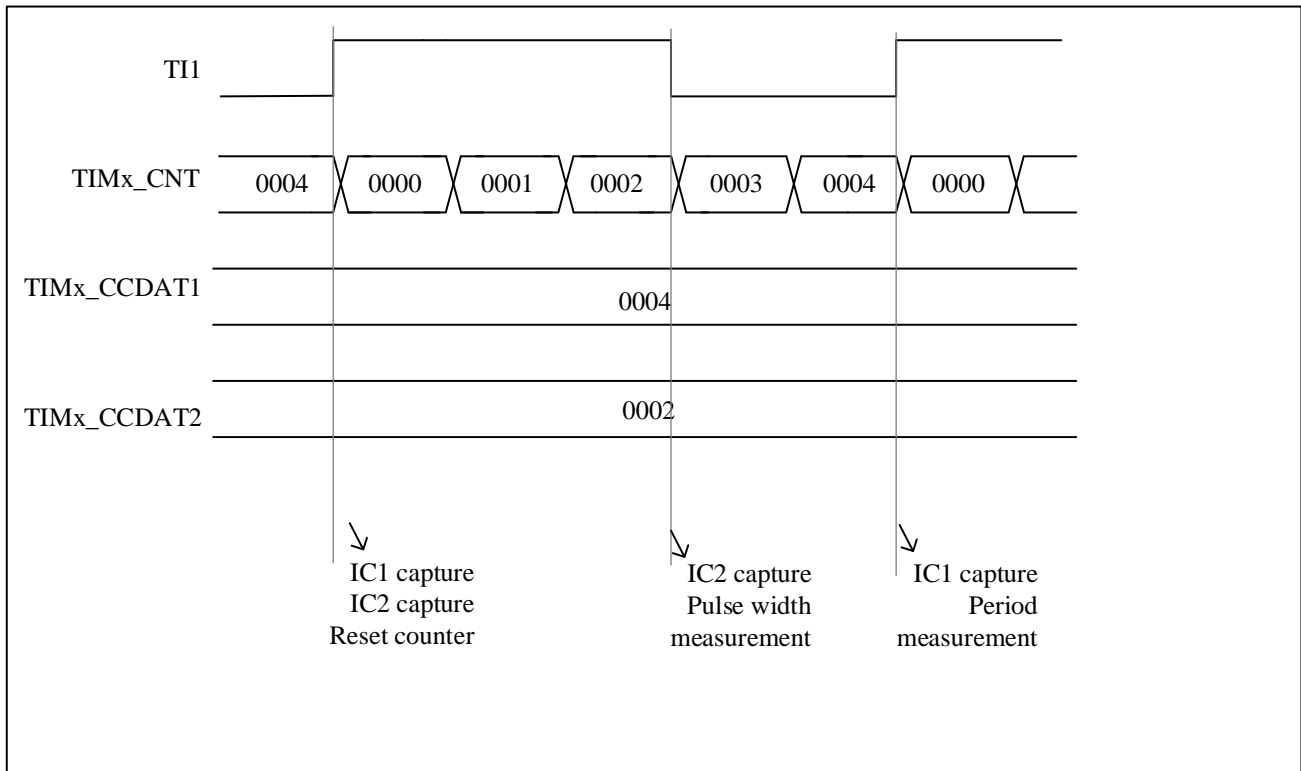 TI1
TIMx_CNT
0004 0000 0001 0002 0003 0004 0000
TIMx_CCDAT1
0004
TIMx_CCDAT2
0002
IC1 capture
IC2 capture
Reset counter
IC2 capture
Pulse width
measurement
IC1 capture
Period
measurement